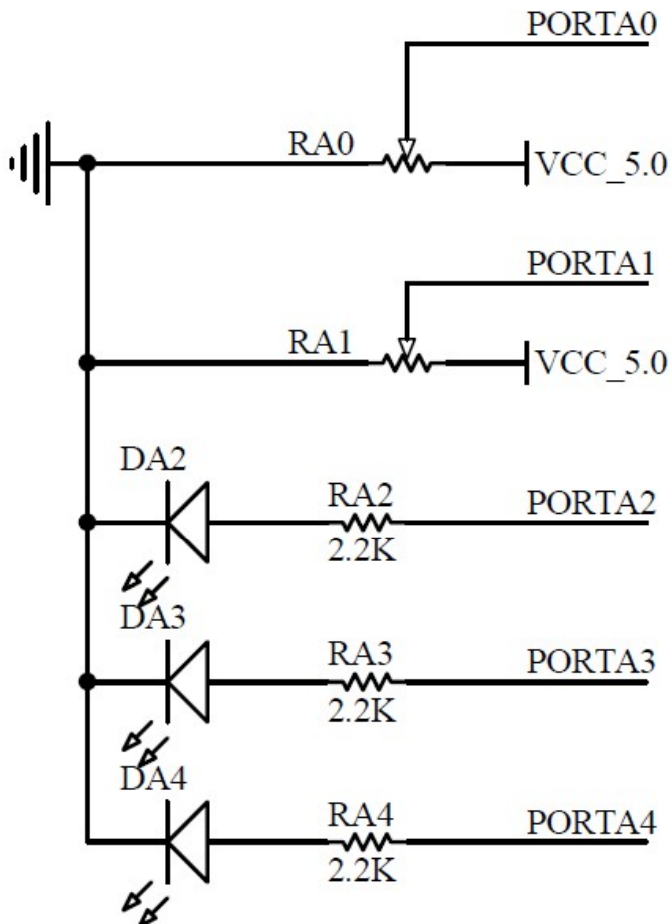 PORTA0
RA0
VCC_5.0
PORTA1
RA1
VCC_5.0
DA2
RA2
PORTA2
2.2K
DA3
RA3
PORTA3
2.2K
DA4
RA4
PORTA4
2.2K